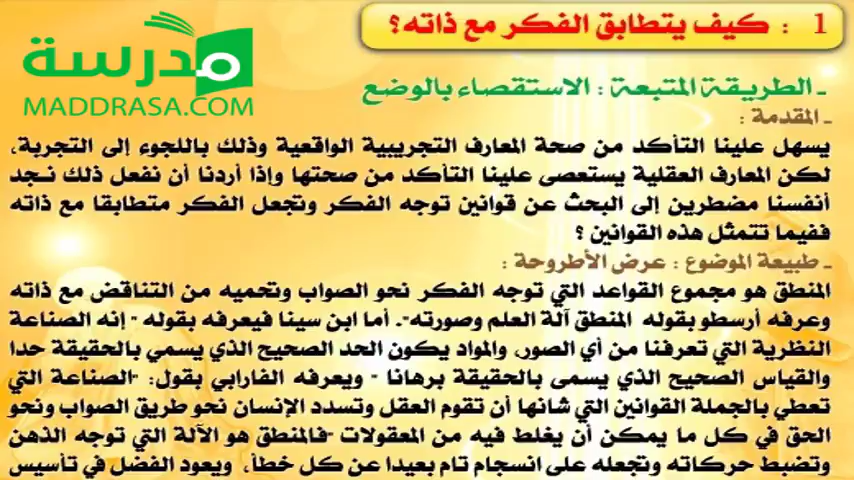 1 : كيف يتطابق الفكر مع ذاته؟
مدرسة
MADDRASA.COM
ـ الطريقة المتبعة : الاستقصاء بالوضع
ـ المقدمة :
يسهل علينا التأكد من صحة المعارف التجريبية الواقعية وذلك باللجوء إلى التجربة،
لكن المعارف العقلية يستعصى علينا التأكد من صحتها وإذا أردنا أن نفعل ذلك نجد
أنفسنا مضطرين إلى البحث عن قوانين توجه الفكر وتجعل الفكر متطابقا مع ذاته
ففيما تتمثل هذه القوانين ؟
ـ طبيعة الموضوع : عرض الأطروحة :
المنطق هو مجموع القواعد التي توجه الفكر نحو الصواب وتحميه من التناقض مع ذاته
وعرفه أرسطو بقوله المنطق آلة العلم وصورته". أما ابن سينا فيعرفه بقوله " إنه الصناعة
النظرية التي تعرفنا من أي الصور، والمواد يكون الحد الصحيح الذي يسمي بالحقيقة حدا
والقياس الصحيح الذي يسمى بالحقيقة برهانا " ويعرفه الفارابي بقول: "الصناعة التي
تعطي بالجملة القوانين التي شانها أن تقوم العقل وتسدد الإنسان نحو طريق الصواب ونحو
الحق في كل ما يمكن أن يغلط فيه من المعقولات "فالمنطق هو الآلة التي توجه الذهن
وتضبط حركاته وتجعله على انسجام تام بعيدا عن كل خطأ، ويعود الفضل في تأسيس